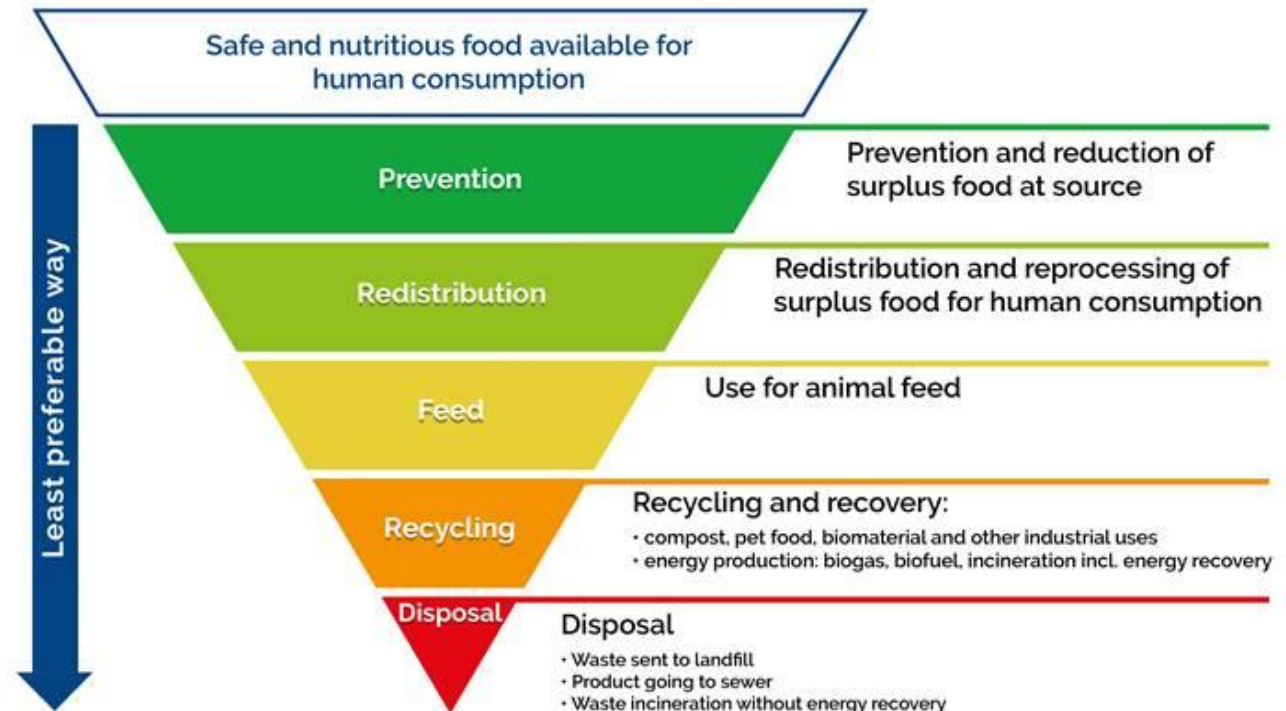 Safe and nutritious food available for
human consumption
Least preferable way
Prevention
Prevention and reduction of
surplus food at source
Redistribution
Redistribution and reprocessing of
surplus food for human consumption
Feed
Use for animal feed
Recycling
Recycling and recovery:
• compost, pet food, biomaterial and other industrial uses
• energy production: biogas, biofuel, incineration incl. energy recovery
Disposal
Disposal
• Waste sent to landfill
• Product going to sewer
• Waste incineration without energy recovery